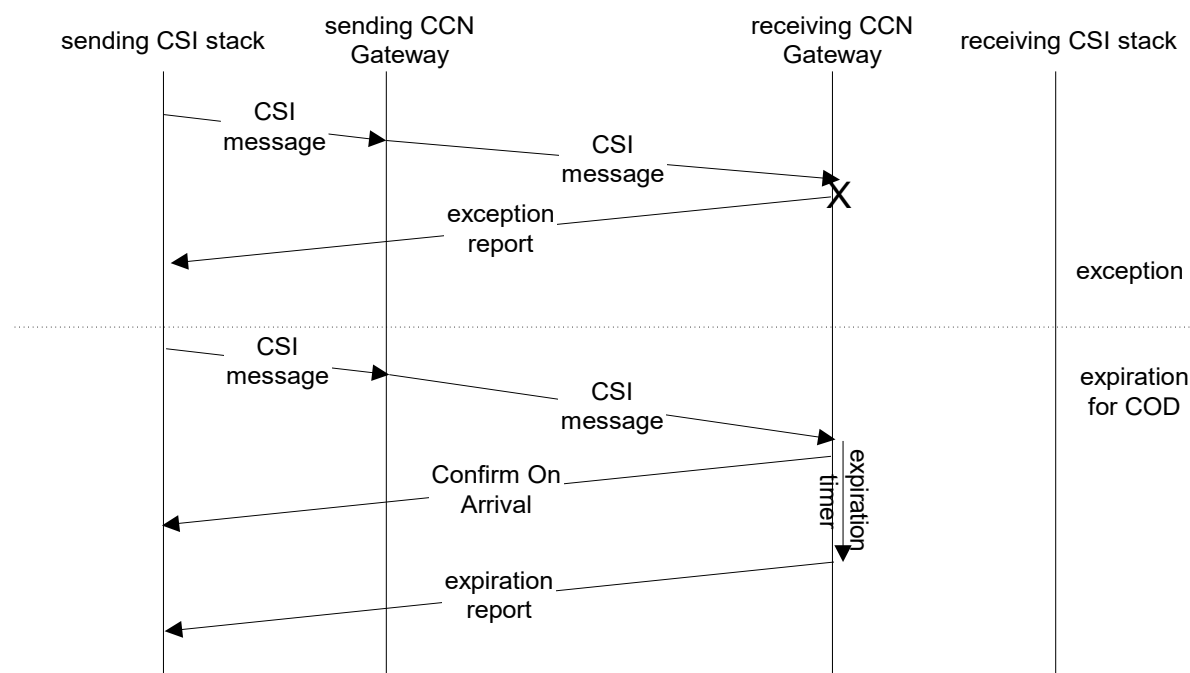 sending CSI stack
sending CCN
Gateway
receiving CCN
Gateway
receiving CSI stack
CSI
message
CSI
message
X
exception
report
exception
CSI
message
CSI
message
expiration
for COD
Confirm On
Arrival
expiration
timer
expiration
report